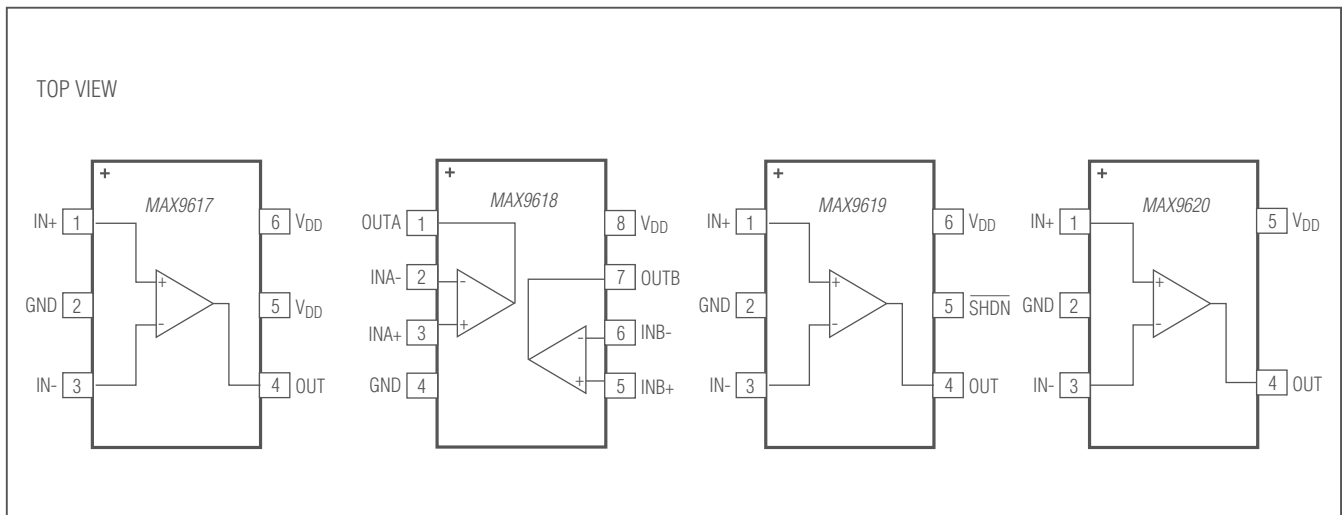 TOP VIEW
+
MAX9617
IN+ 1
6 VDD
+
GND 2
5 VDD
-
IN- 3
4 OUT
+
MAX9618
OUTA 1
8 VDD
INA- 2
-
7 OUTB
INA+ 3
+
-
6 INB-
GND 4
+
5 INB+
+
MAX9619
IN+ 1
6 VDD
+
GND 2
5 SHDN
-
IN- 3
4 OUT
+
MAX9620
IN+ 1
5 VDD
+
GND 2
-
IN- 3
4 OUT